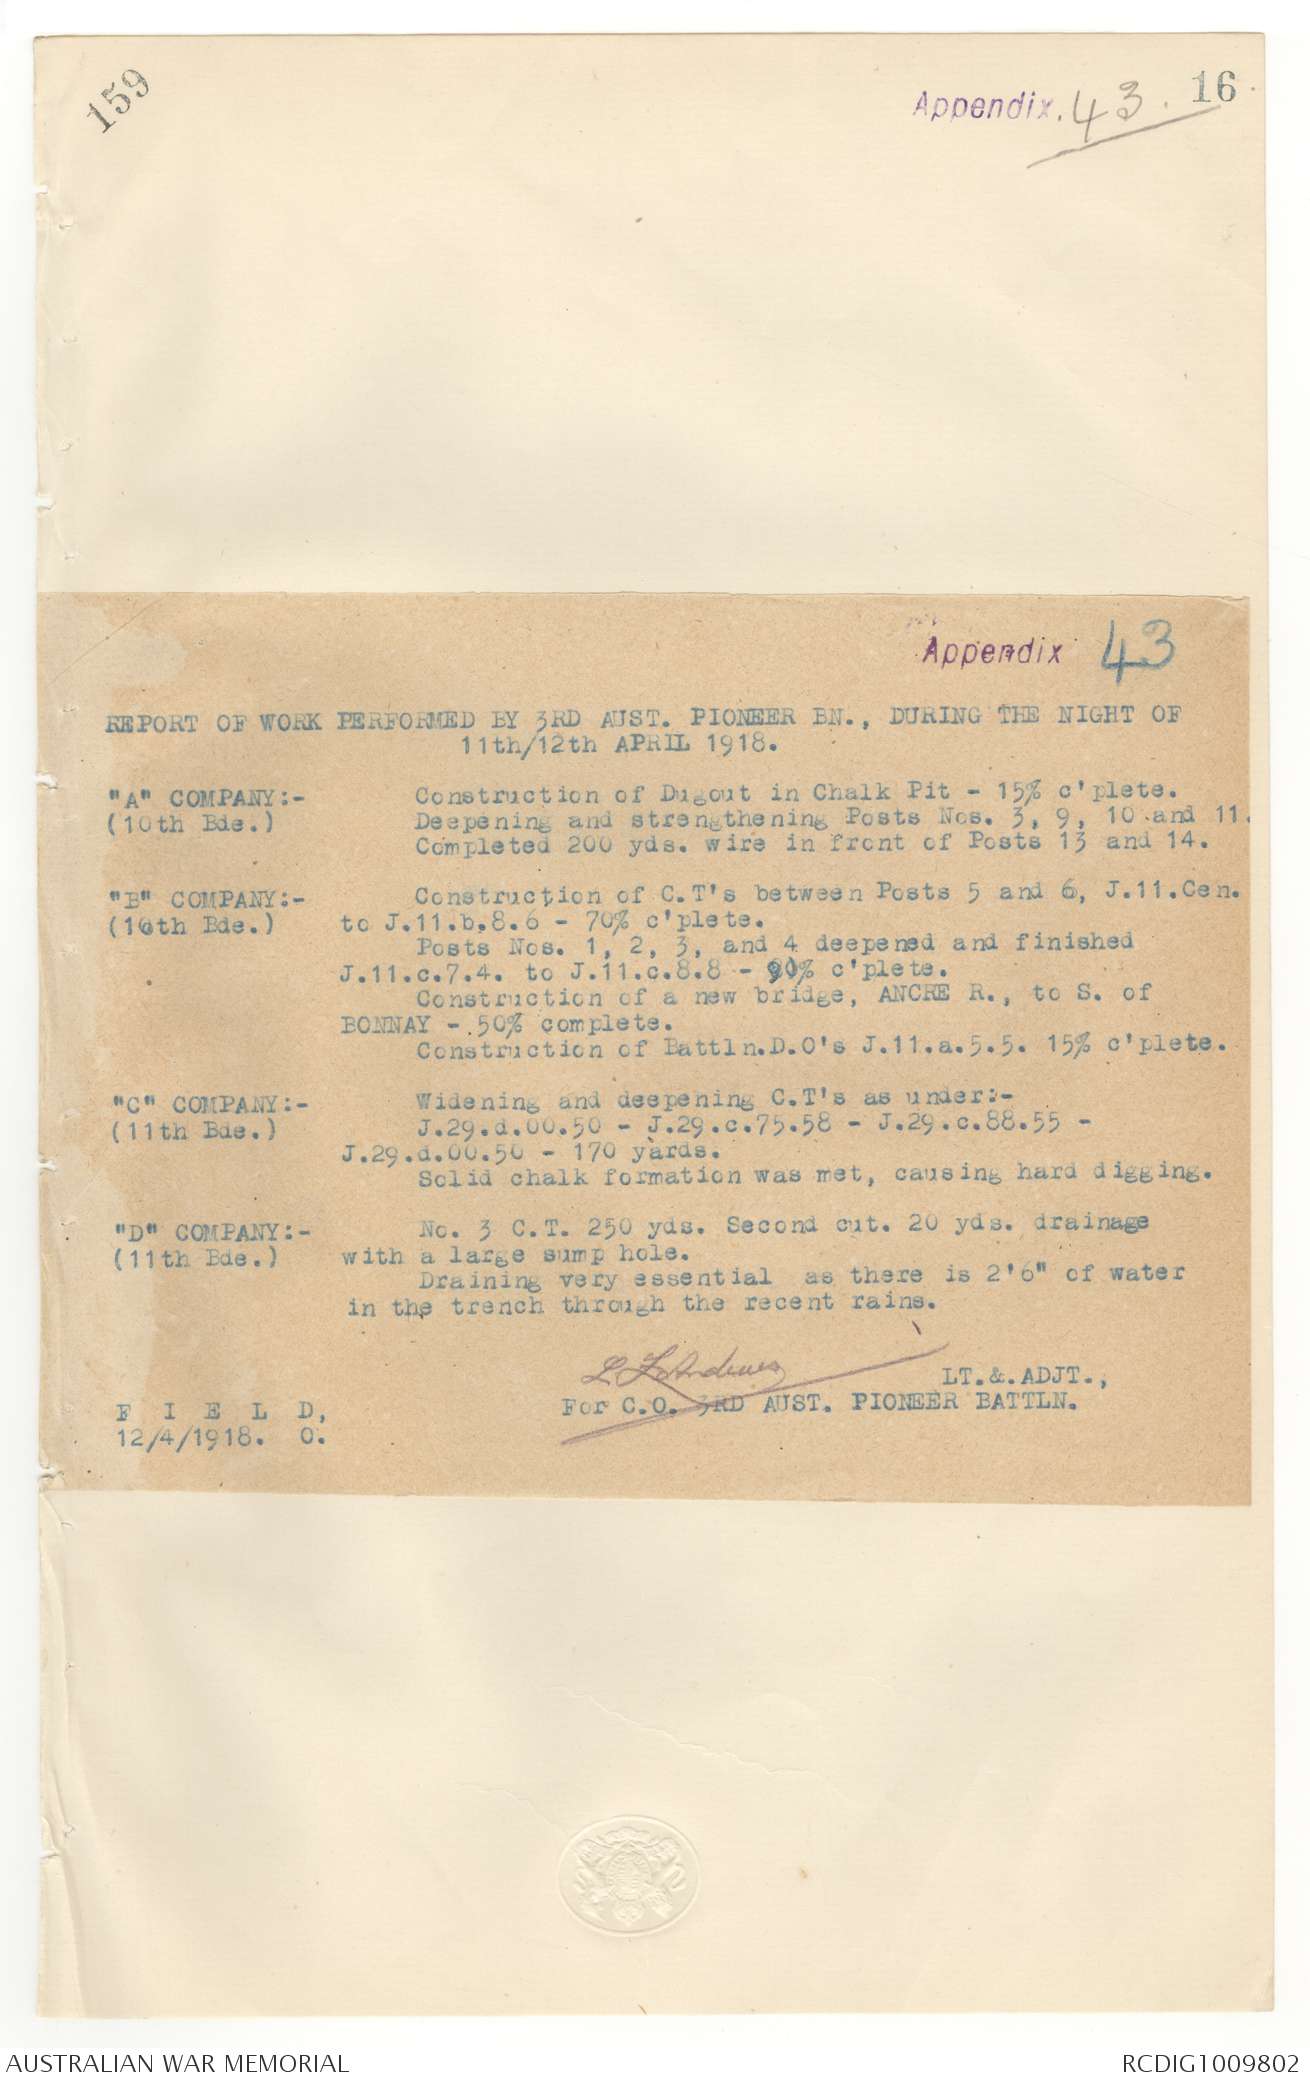 159
Appendix. 43. 16
Appendix 43
REPORT OF WORK PERFORMED BY 3RD AUST. PIONEER BN., DURING THE NIGHT OF
11th/12th APRIL 1918.
"A" COMPANY:- Construction of Dugout in Chalk Pit - 15% c'plete.
(10th Bde.) Deepening and strengthening Posts Nos. 3, 9, 10 and 11.
Completed 200 yds. wire in front of Posts 13 and 14.
"B" COMPANY:- Construction of C.T's between Posts 5 and 6, J.11.Cen.
(10th Bde.) to J.11.b.8.6 - 70% c'plete.
Posts Nos. 1, 2, 3, and 4 deepened and finished
J.11.c.7.4. to J.11.c.8.8 - 90% c'plete.
Construction of a new bridge, ANCRE R., to S. of
BONNAY - 50% complete.
Construction of Battln.D.O's J.11.a.5.5. 15% c'plete.
"C" COMPANY:- Widening and deepening C.T's as under:-
(11th Bde.) J.29.d.00.50 - J.29.c.75.58 - J.29.c.88.55 -
J.29.d.00.50 - 170 yards.
Solid chalk formation was met, causing hard digging.
"D" COMPANY:- No. 3 C.T. 250 yds. Second cut. 20 yds. drainage
(11th Bde.) with a large sump hole.
Draining very essential as there is 2'6" of water
in the trench through the recent rains.
Andrews LT.&.ADJT.,
For C.O. 3RD AUST. PIONEER BATTLN.
F I E L D,
12/4/1918. O.
AUSTRALIAN WAR MEMORIAL RCDIG1009802